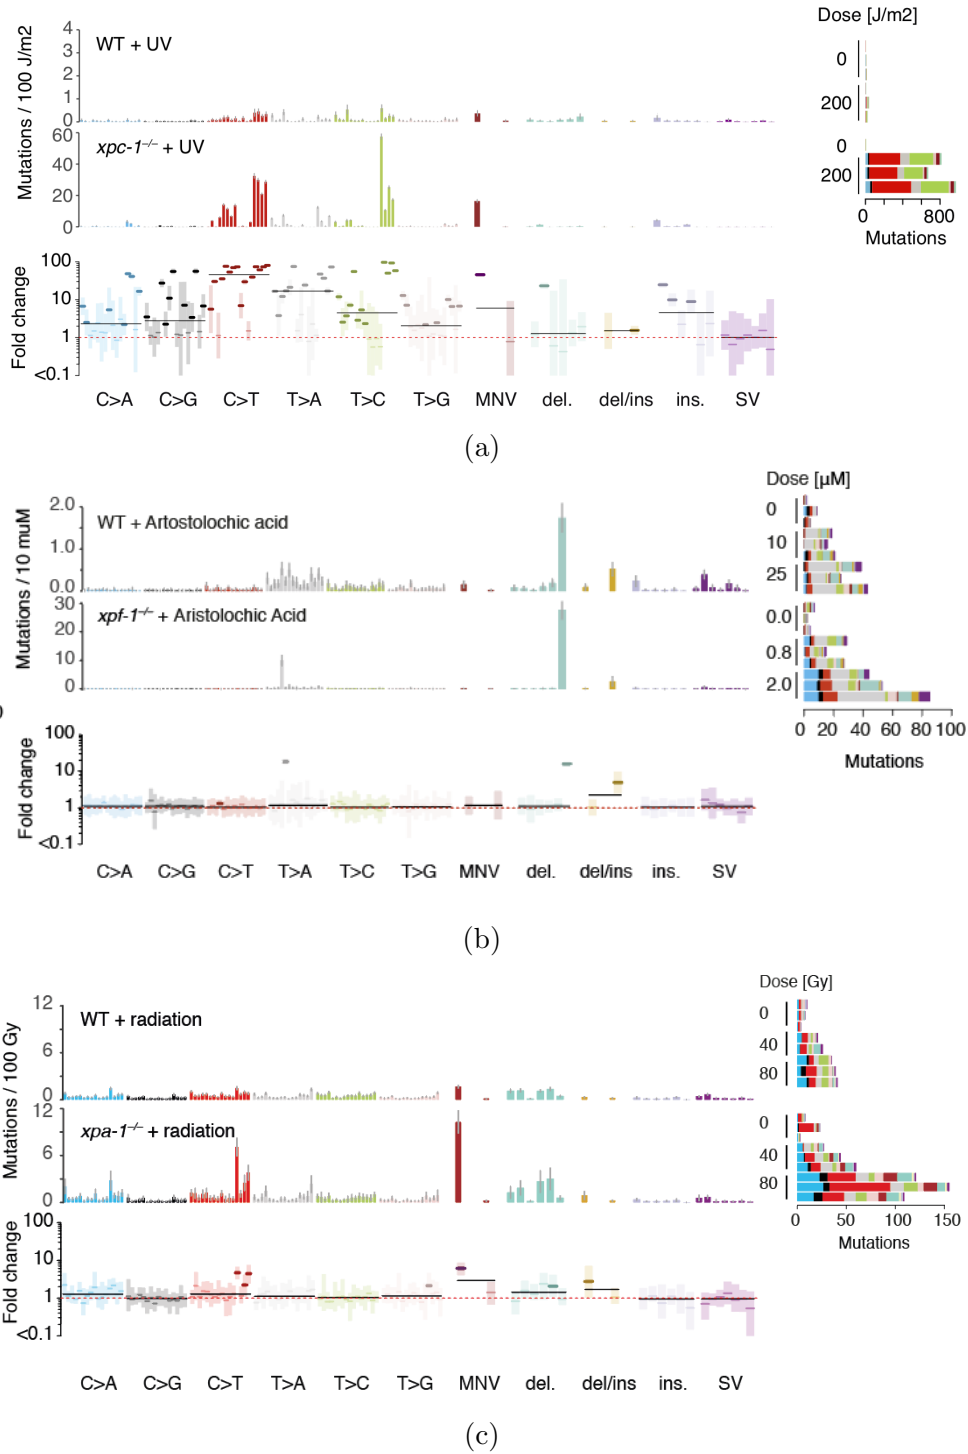 Dose [J/m2]
Mutations / 100 J/m2
4
3
2
1
0
WT + UV
60
40
20
0
xpc-1−/− + UV
0
200
0
200
0 800
Mutations
Fold change
100
10
1
<0.1
C>A C>G C>T T>A T>C T>G MNV del. del/ins ins. SV
(a)
Dose [µM]
Mutations / 10 muM
2.0
1.0
0.0
WT + Artostolochic acid
30
20
10
0
xpf-1−/− + Aristolochic Acid
0
10
25
0.0
0.8
2.0
0 20 40 60 80 100
Mutations
Fold change
100
10
1
<0.1
C>A C>G C>T T>A T>C T>G MNV del. del/ins ins. SV
(b)
Dose [Gy]
Mutations / 100 Gy
12
6
0
WT + radiation
12
6
0
xpa-1−/− + radiation
0
40
80
0
40
80
0 50 100 150
Mutations
Fold change
100
10
1
<0.1
C>A C>G C>T T>A T>C T>G MNV del. del/ins ins. SV
(c)